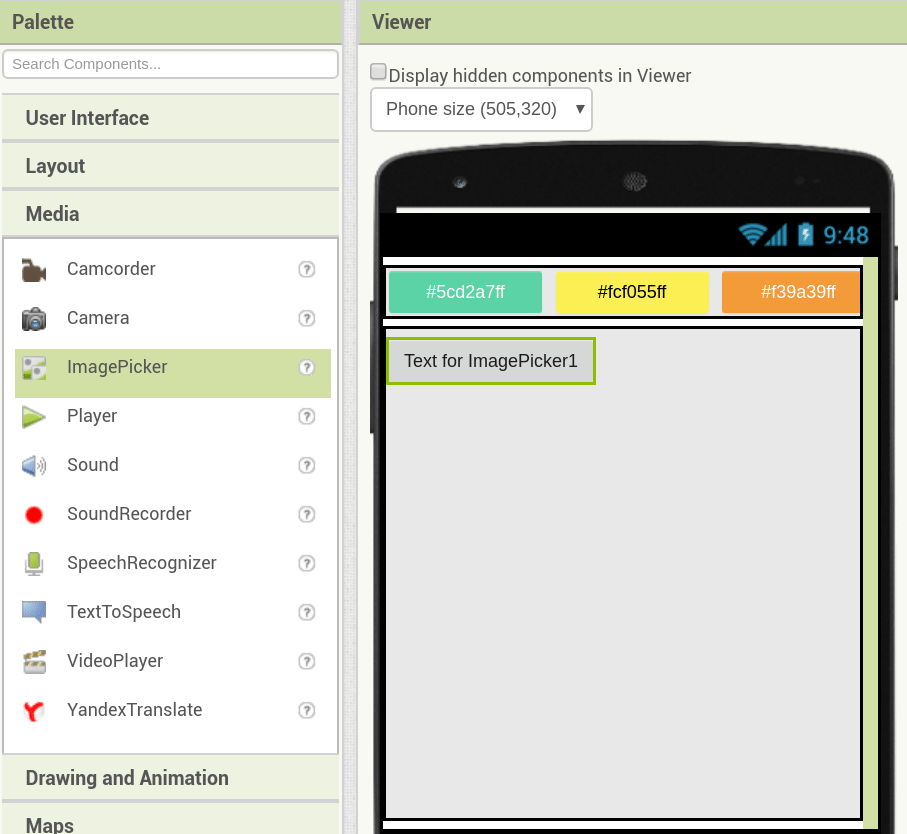 Palette
Search Components...
User Interface
Layout
Media
Camcorder ?
Camera ?
ImagePicker ?
Player ?
Sound ?
SoundRecorder ?
SpeechRecognizer ?
TextToSpeech ?
VideoPlayer ?
YandexTranslate ?
Drawing and Animation
Maps
Viewer
Display hidden components in Viewer
Phone size (505,320)
9:48
#5cd2a7ff #fcf055ff #f39a39ff
Text for ImagePicker1